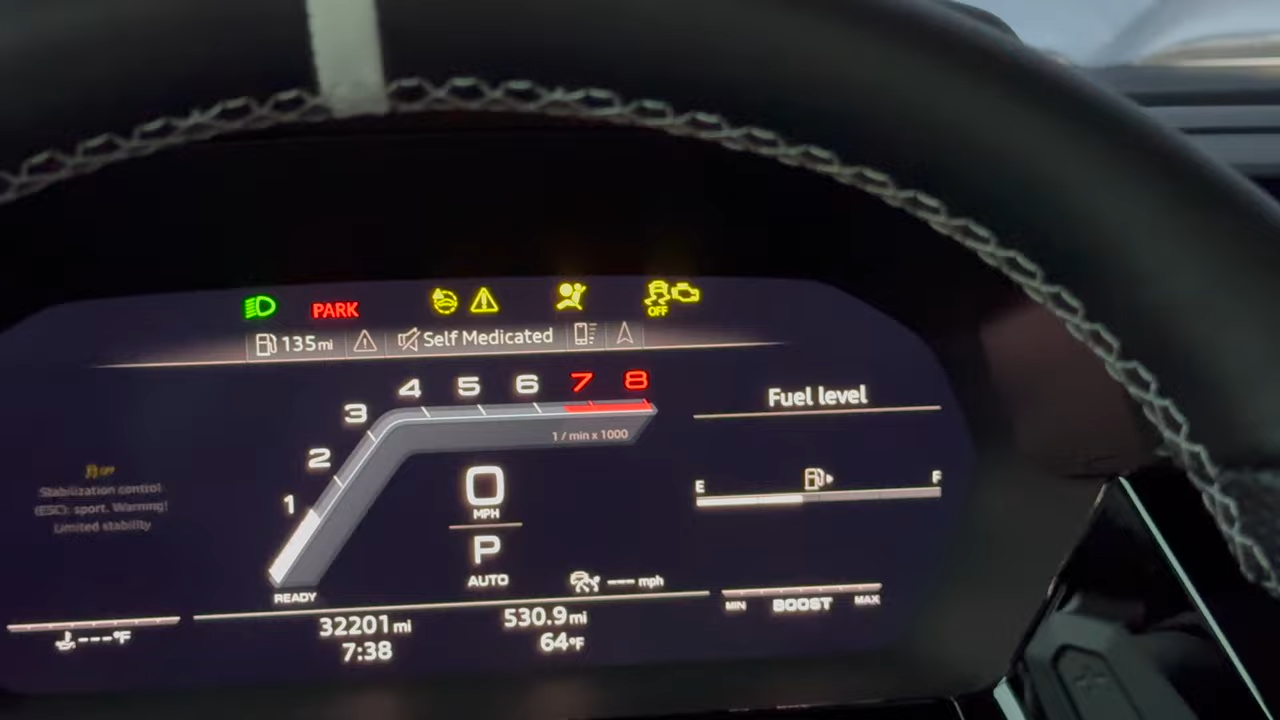 PARK
OFF
135mi
Self Medicated
4 5 6 7 8
3
2
1
1 / min x 1000
Fuel level
E F
OFF
Stabilization control
(ESC): sport. Warning!
Limited stability
0
MPH
P
AUTO
--- mph
READY
MIN BOOST MAX
---°F
32201 mi
530.9 mi
7:38
64°F